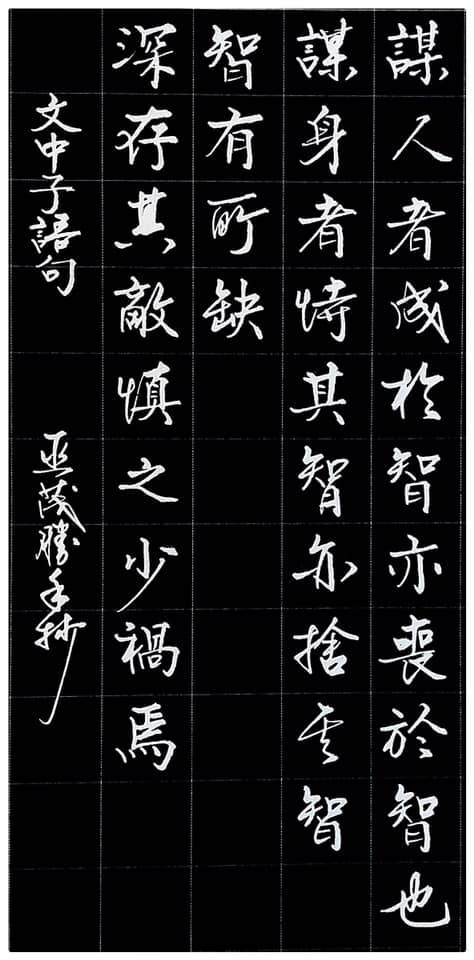 謀人者成於智亦喪於智也
謀身者恃其智亦捨其智
智有所缺
深存其敵慎之少禍焉
文中子語句
巫茂勝手抄